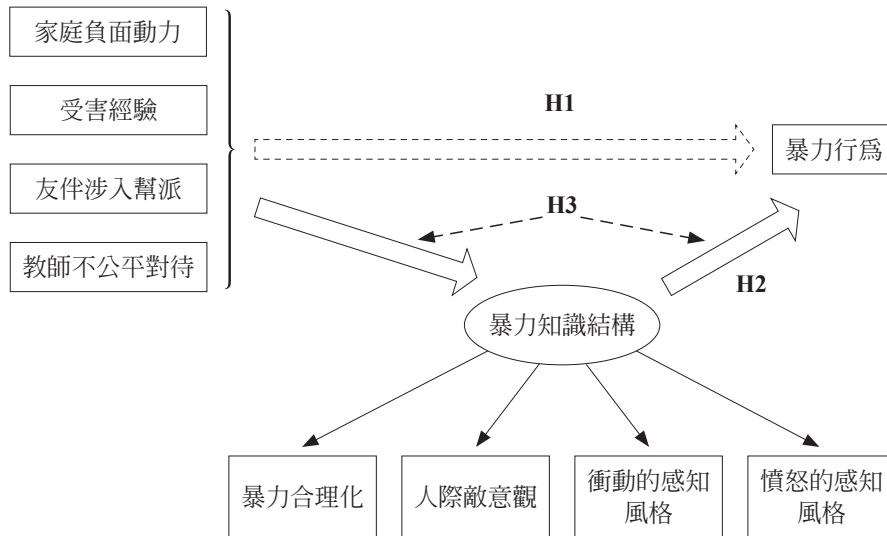 家庭負面動力
受害經驗
友伴涉入幫派
教師不公平對待
H1
暴力行爲
H3
H2
暴力知識結構
暴力合理化
人際敵意觀
衝動的感知
風格
憤怒的感知
風格